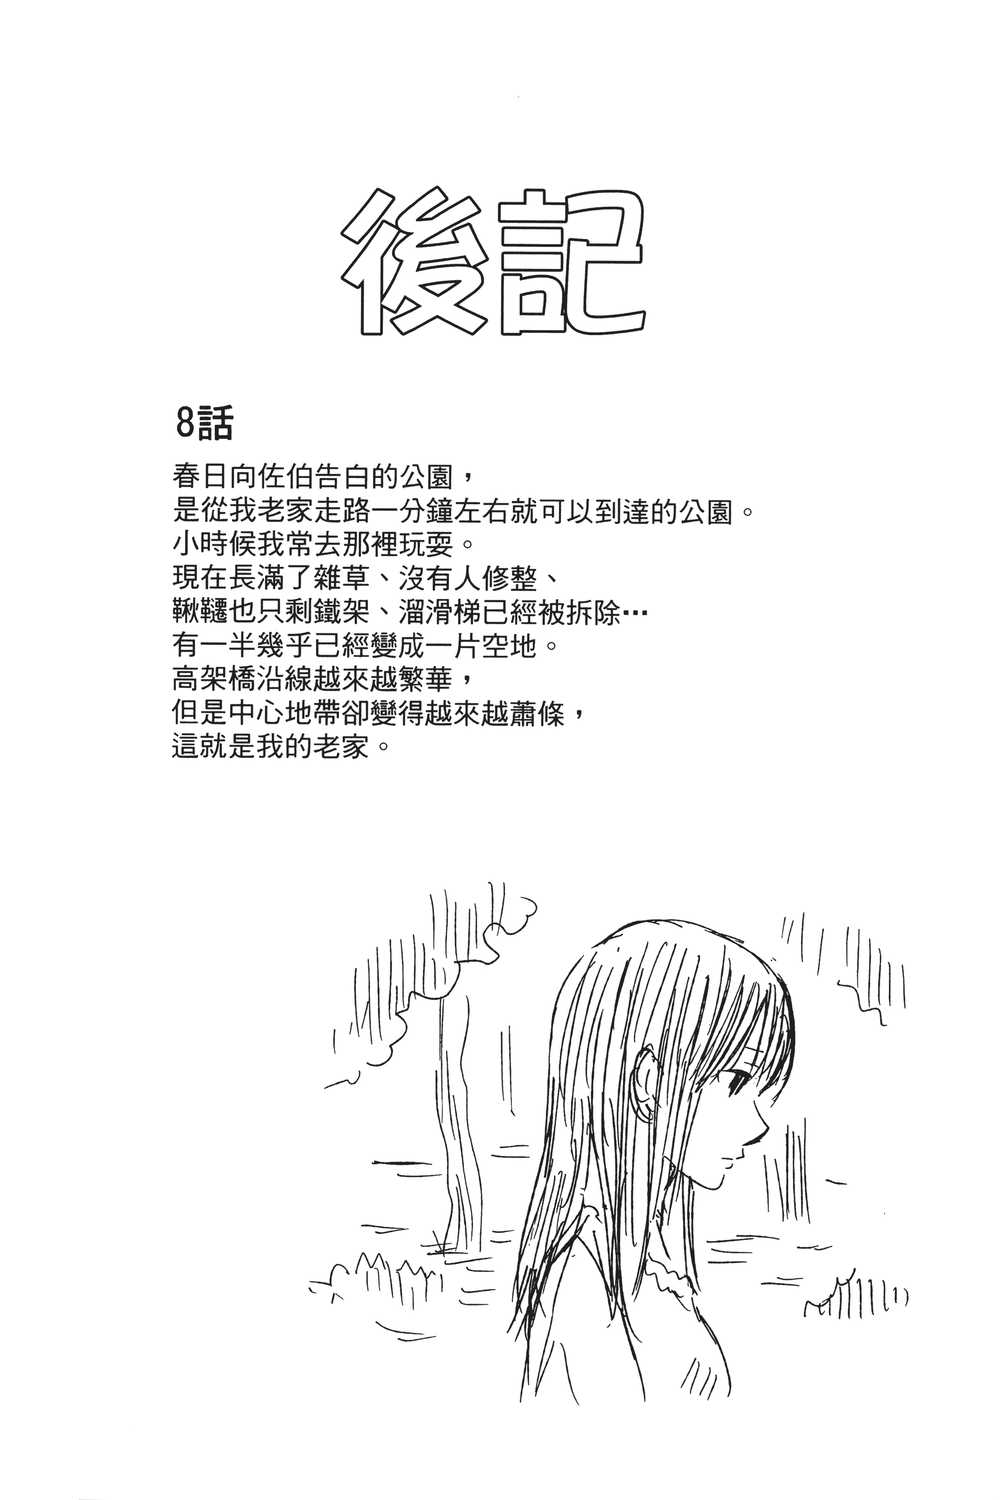 後記
8話
春日向佐伯告白的公園，
是從我老家走路一分鐘左右就可以到達的公園。
小時候我常去那裡玩耍。
現在長滿了雜草、沒有人修整、
鞦韆也只剩鐵架、溜滑梯已經被拆除⋯
有一半幾乎已經變成一片空地。
高架橋沿線越來越繁華，
但是中心地帶卻變得越來越蕭條，
這就是我的老家。